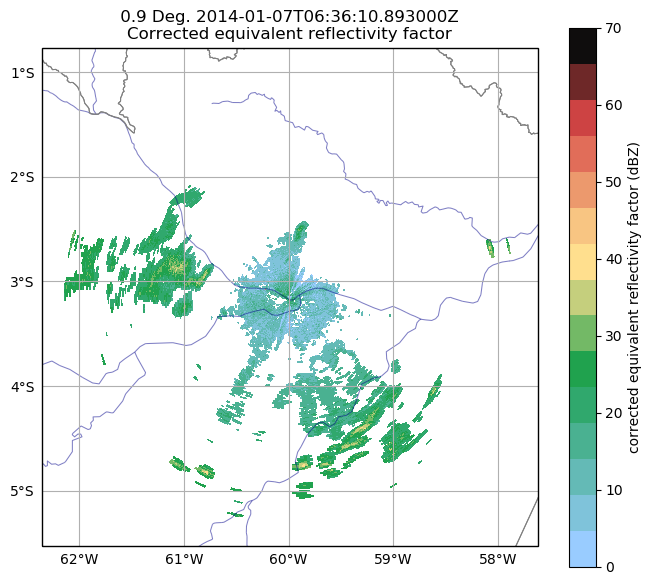 0.9 Deg. 2014-01-07T06:36:10.893000Z
Corrected equivalent reflectivity factor
1°S
2°S
3°S
4°S
5°S
62°W
61°W
60°W
59°W
58°W
70
60
50
40
30
20
10
0
corrected equivalent reflectivity factor (dBZ)